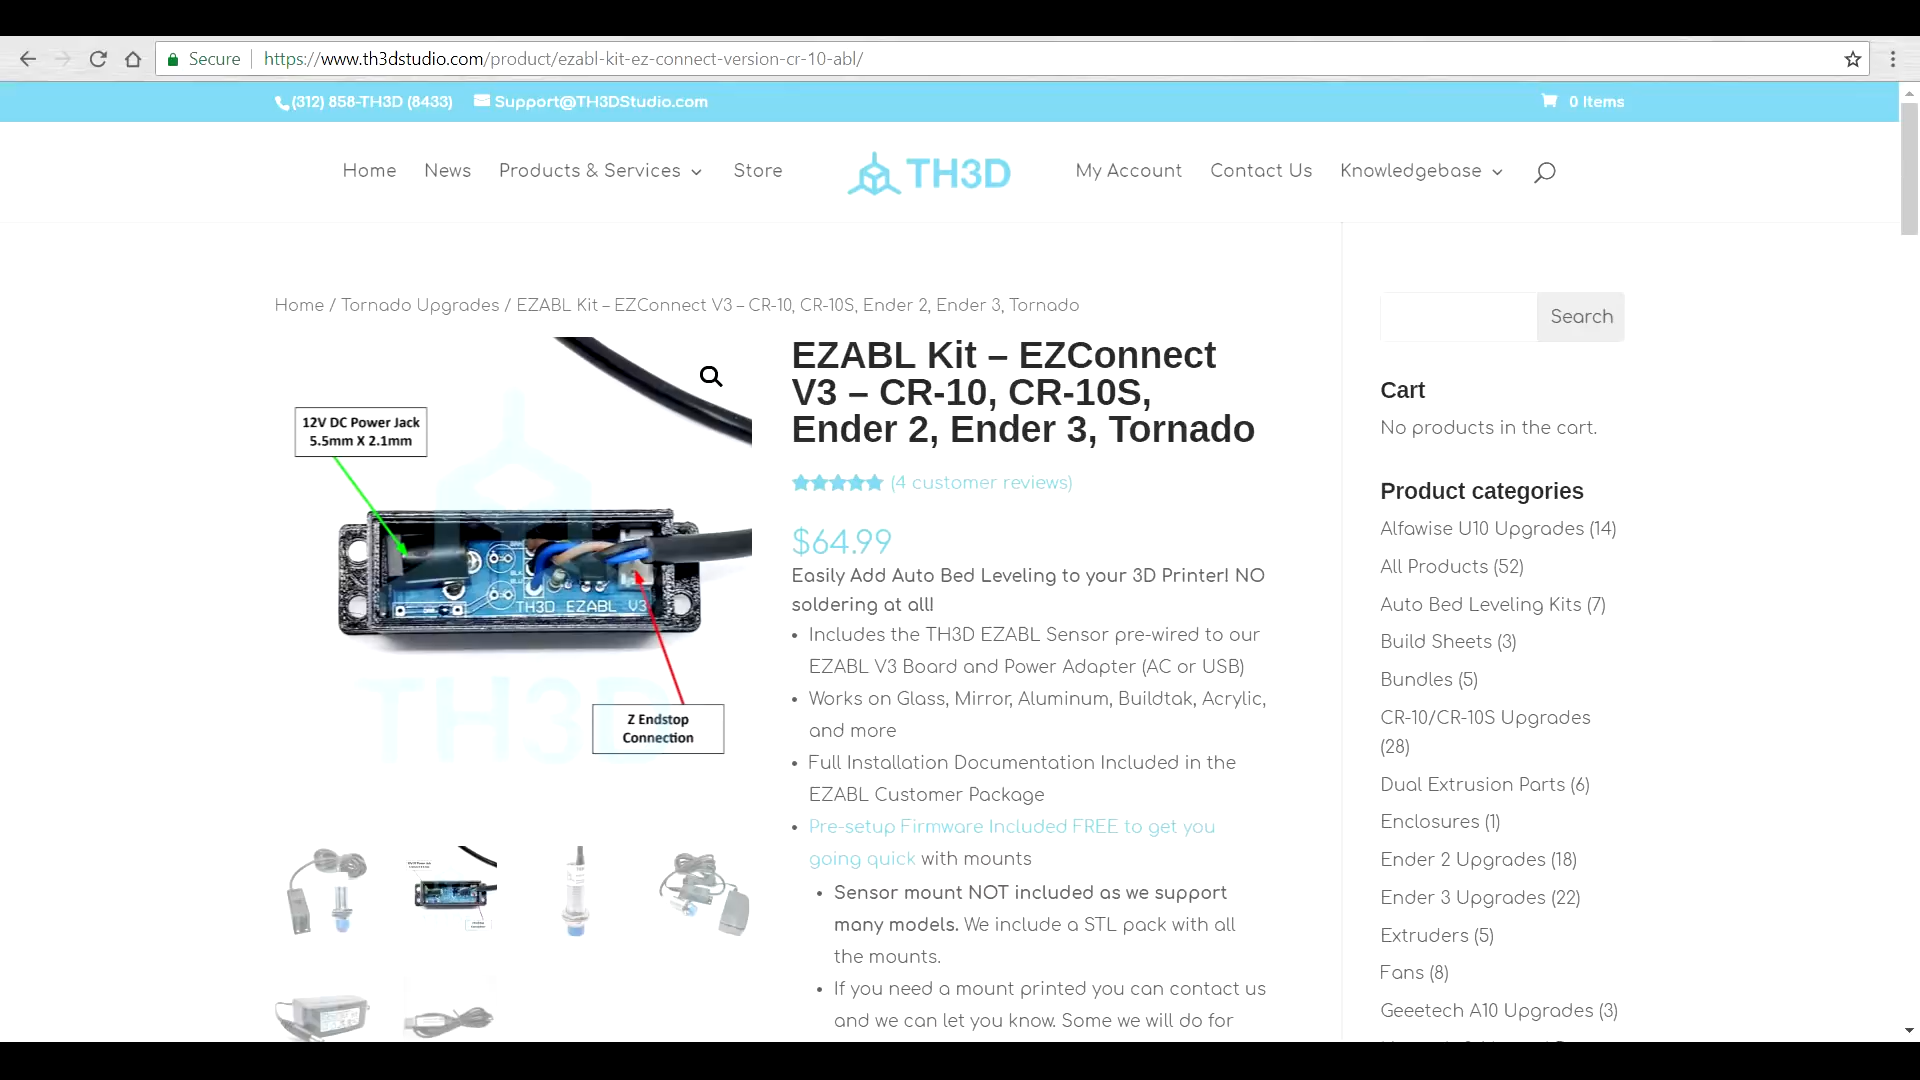 Secure
https://www.th3dstudio.com/product/ezabl-kit-ez-connect-version-cr-10-abl/
(312) 858-TH3D (8433)
Support@TH3DStudio.com
0 Items
Home
News
Products & Services
Store
TH3D
My Account
Contact Us
Knowledgebase
Home / Tornado Upgrades / EZABL Kit – EZConnect V3 – CR-10, CR-10S, Ender 2, Ender 3, Tornado
12V DC Power Jack
5.5mm X 2.1mm
TH3D EZABL V3
Z Endstop
Connection
TH3D
EZABL Kit – EZConnect
V3 – CR-10, CR-10S,
Ender 2, Ender 3, Tornado
(4 customer reviews)
$64.99
Easily Add Auto Bed Leveling to your 3D Printer! NO
soldering at all!
• Includes the TH3D EZABL Sensor pre-wired to our
EZABL V3 Board and Power Adapter (AC or USB)
• Works on Glass, Mirror, Aluminum, Buildtak, Acrylic,
and more
• Full Installation Documentation Included in the
EZABL Customer Package
• Pre-setup Firmware Included FREE to get you
going quick with mounts
• Sensor mount NOT included as we support
many models. We include a STL pack with all
the mounts.
• If you need a mount printed you can contact us
and we can let you know. Some we will do for
Search
Cart
No products in the cart.
Product categories
Alfawise U10 Upgrades (14)
All Products (52)
Auto Bed Leveling Kits (7)
Build Sheets (3)
Bundles (5)
CR-10/CR-10S Upgrades
(28)
Dual Extrusion Parts (6)
Enclosures (1)
Ender 2 Upgrades (18)
Ender 3 Upgrades (22)
Extruders (5)
Fans (8)
Geeetech A10 Upgrades (3)